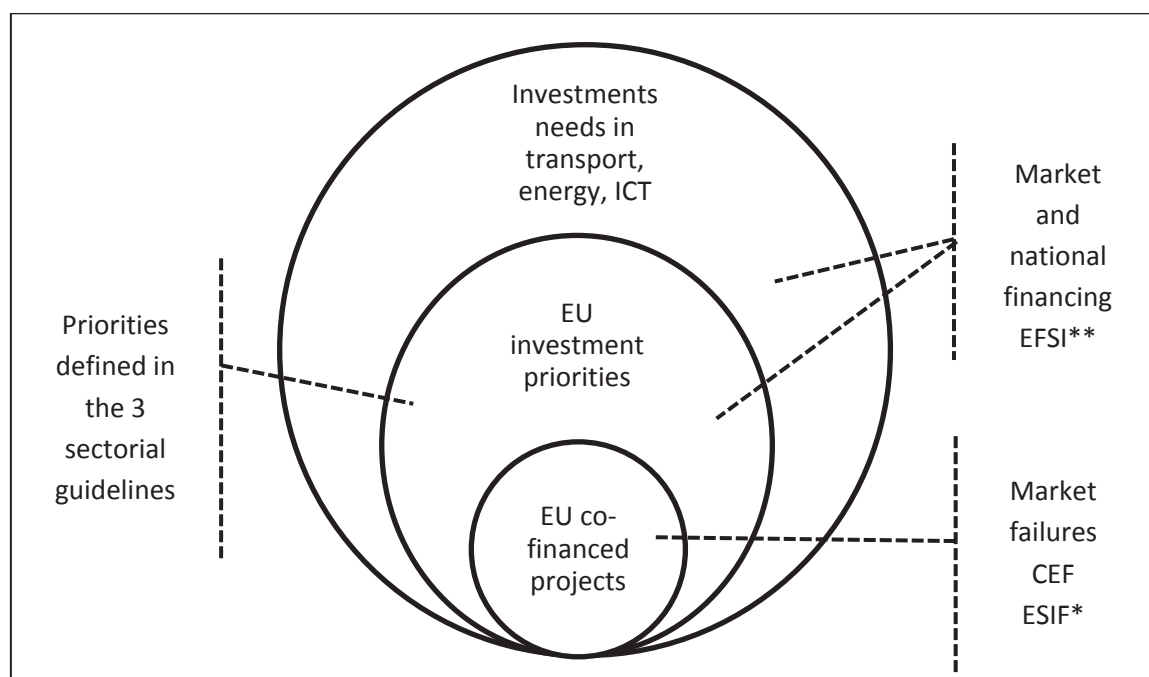 Investments
needs in
transport,
energy, ICT
Market
and
national
financing
EFSI**
Priorities
defined in
the 3
sectorial
guidelines
EU
investment
priorities
EU co-
financed
projects
Market
failures
CEF
ESIF*